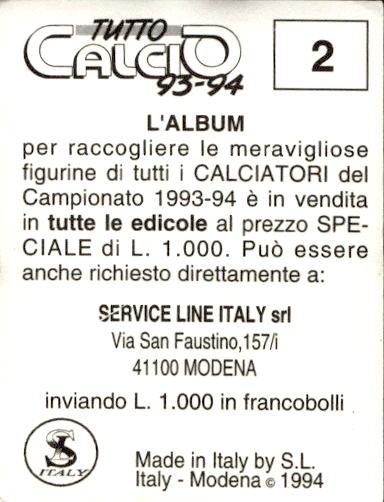 TUTTO
CALCIO
93-94
2
L'ALBUM
per raccogliere le meravigliose
figurine di tutti i CALCIATORI del
Campionato 1993-94 è in vendita
in tutte le edicole al prezzo SPE-
CIALE di L. 1.000. Può essere
anche richiesto direttamente a:
SERVICE LINE ITALY srl
Via San Faustino,157/i
41100 MODENA
inviando L. 1.000 in francobolli
SL
ITALY
Made in Italy by S.L.
Italy - Modena © 1994